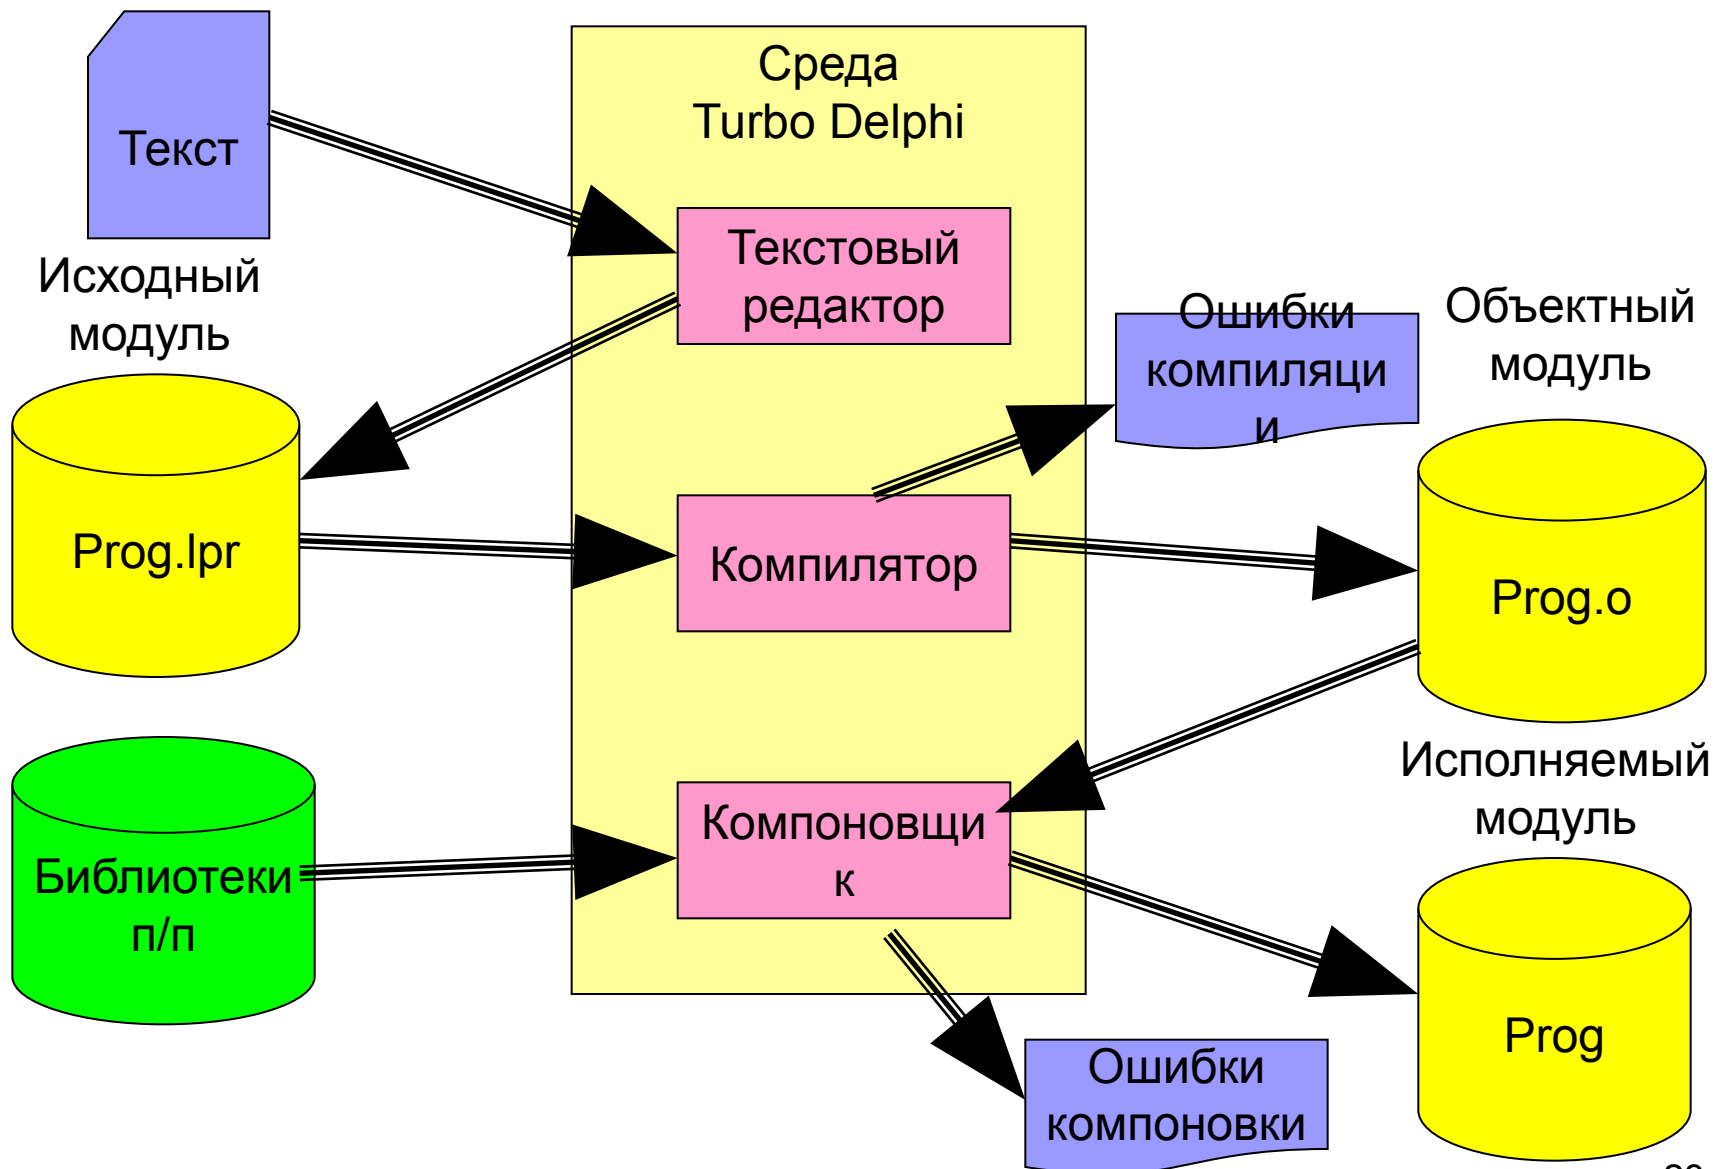 Среда
Turbo Delphi
Текст
Текстовый
редактор
Исходный
модуль
Ошибки
компиляци
и
Объектный
модуль
Prog.lpr
Компилятор
Prog.o
Исполняемый
модуль
Компоновщи
к
Библиотеки
п/п
Prog
Ошибки
компоновки